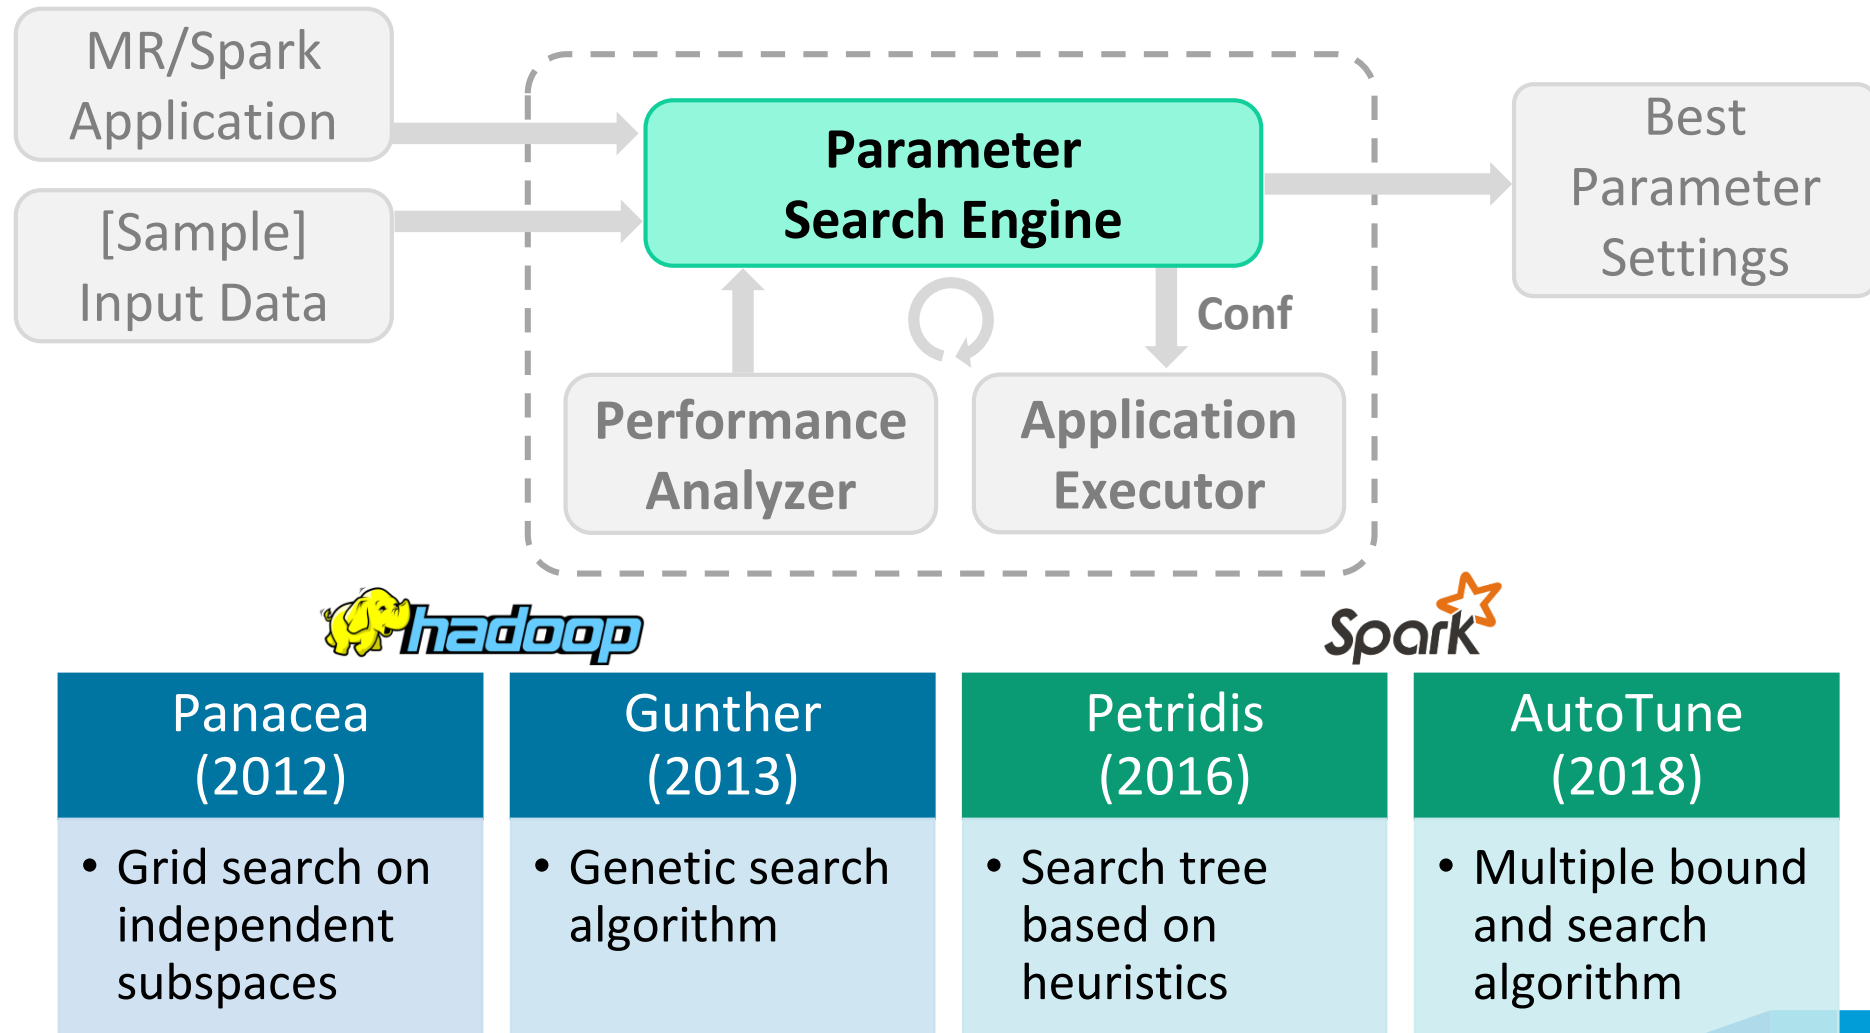 MR/Spark
Application
[Sample]
Input Data
Parameter
Search Engine
Conf
Performance
Analyzer
Application
Executor
Best
Parameter
Settings
hadoop
Spark
Panacea
(2012)
• Grid search on
independent
subspaces
Gunther
(2013)
• Genetic search
algorithm
Petridis
(2016)
• Search tree
based on
heuristics
AutoTune
(2018)
• Multiple bound
and search
algorithm